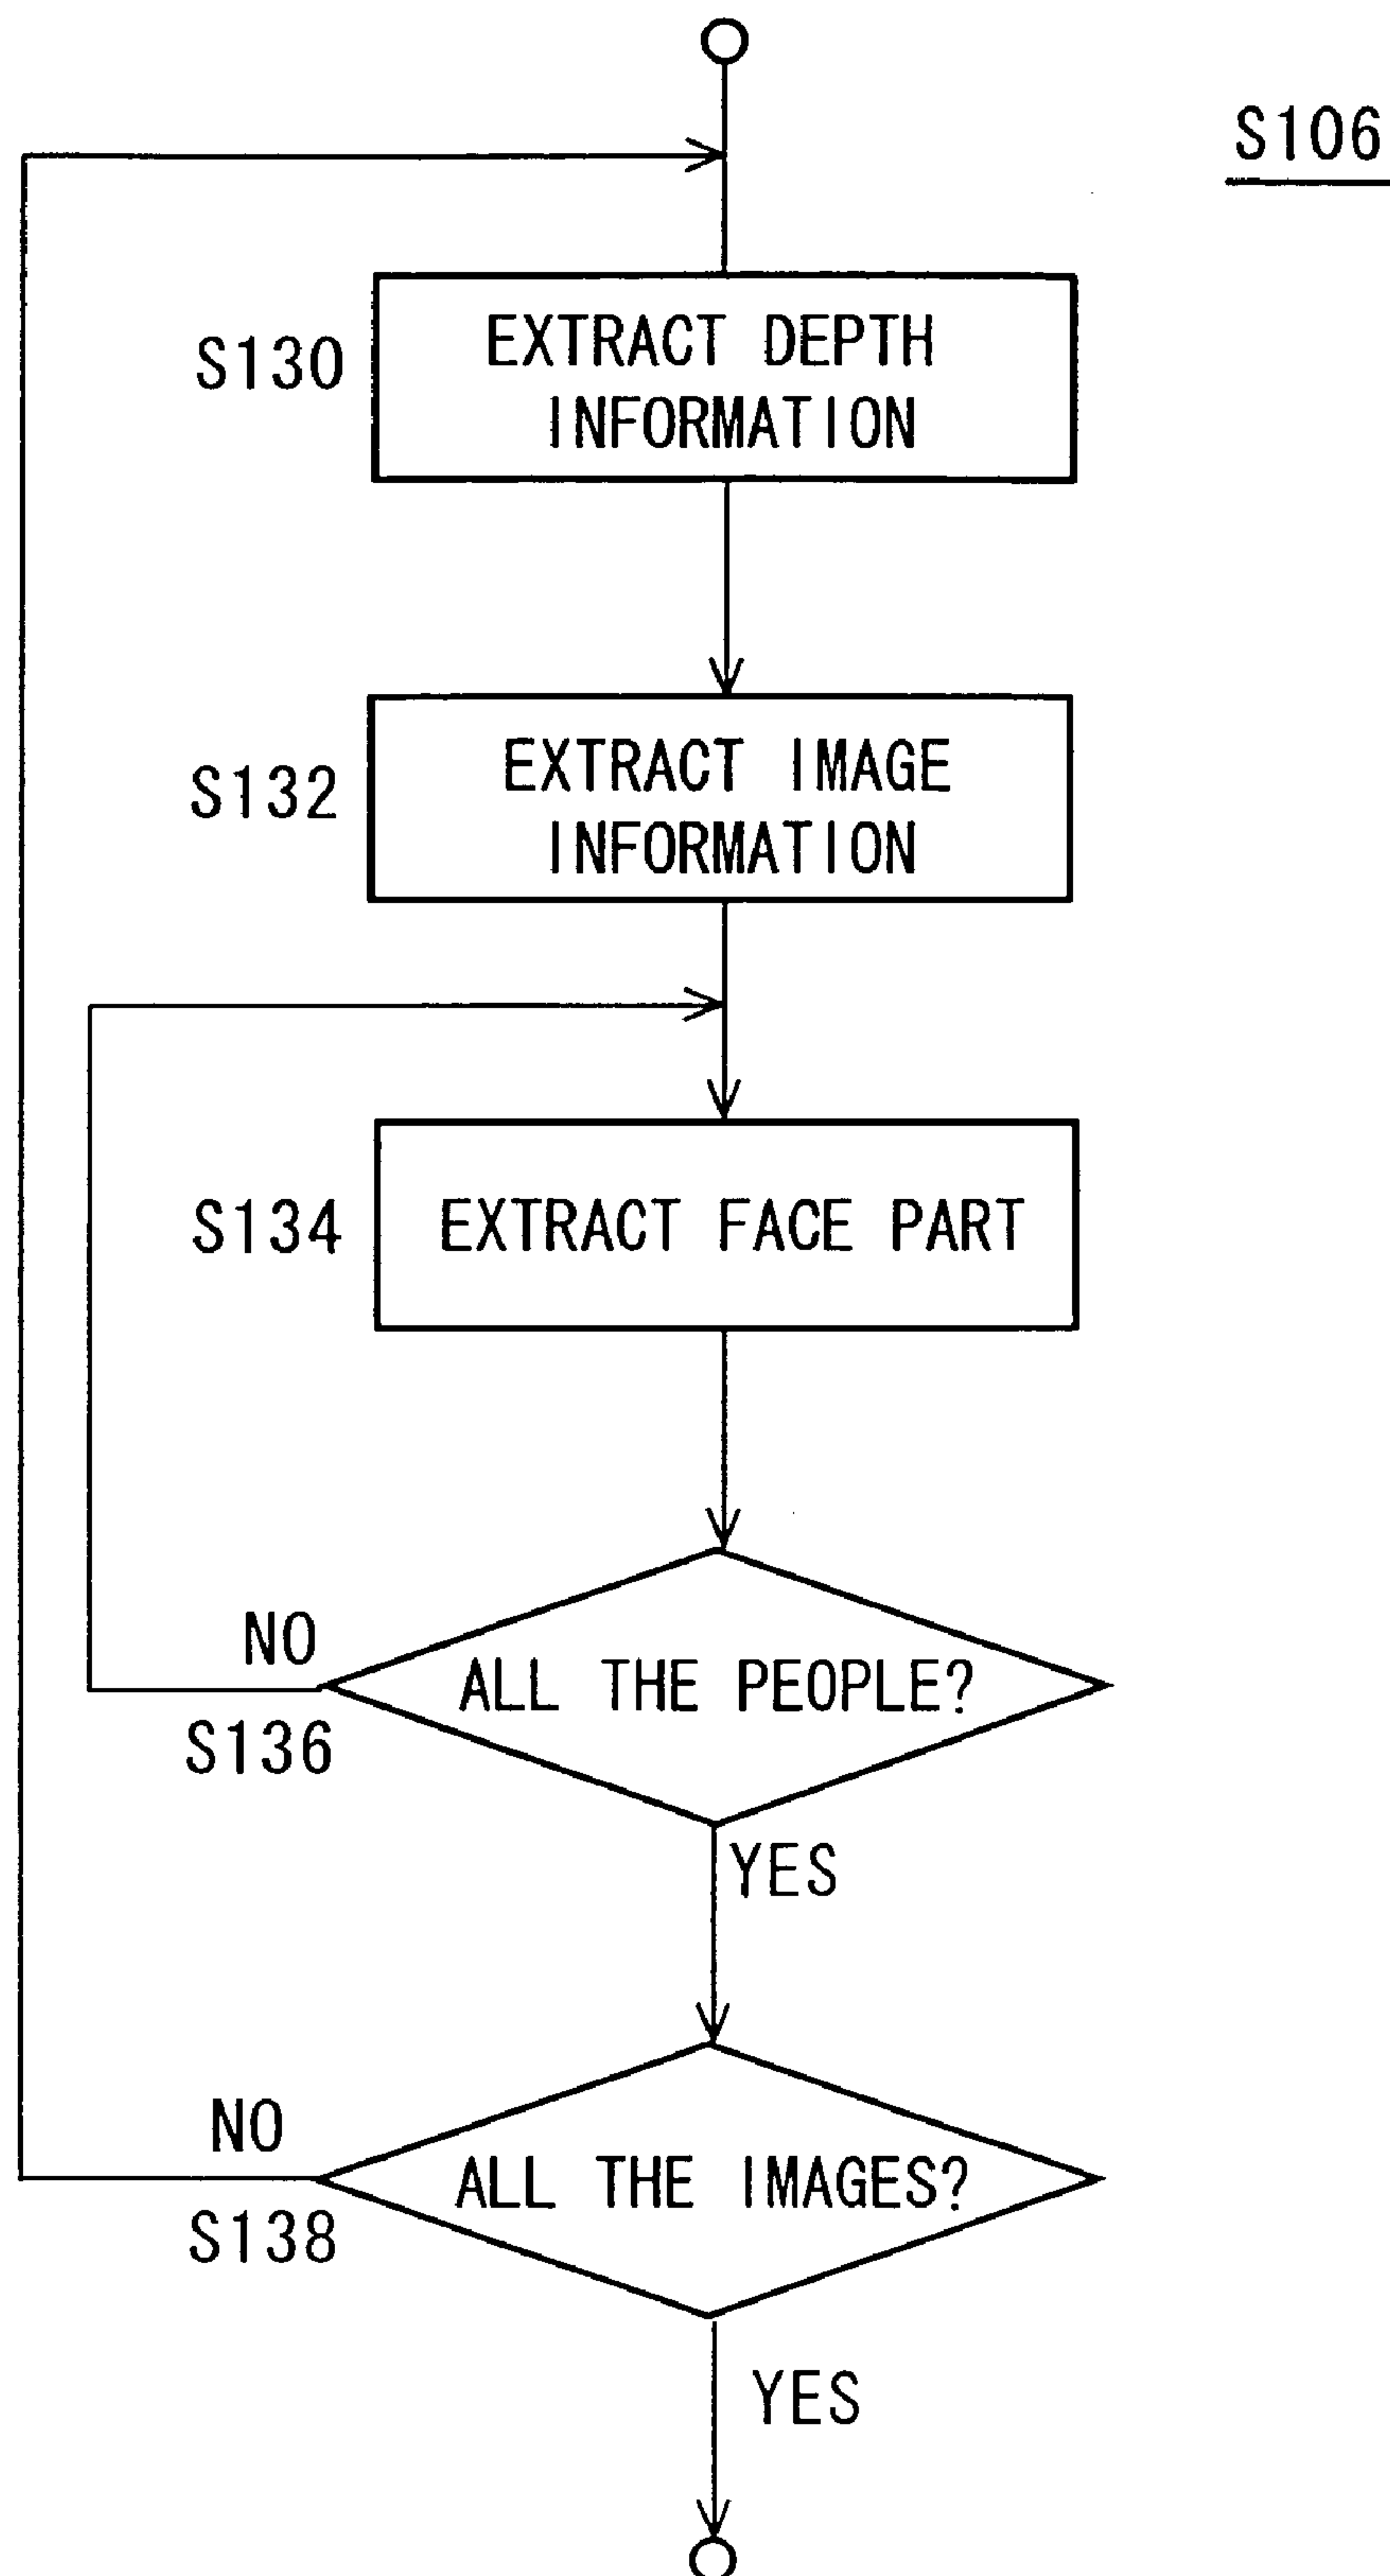 S106
S130
EXTRACT DEPTH
INFORMATION
S132
EXTRACT IMAGE
INFORMATION
S134
EXTRACT FACE PART
NO
ALL THE PEOPLE?
S136
YES
NO
ALL THE IMAGES?
S138
YES